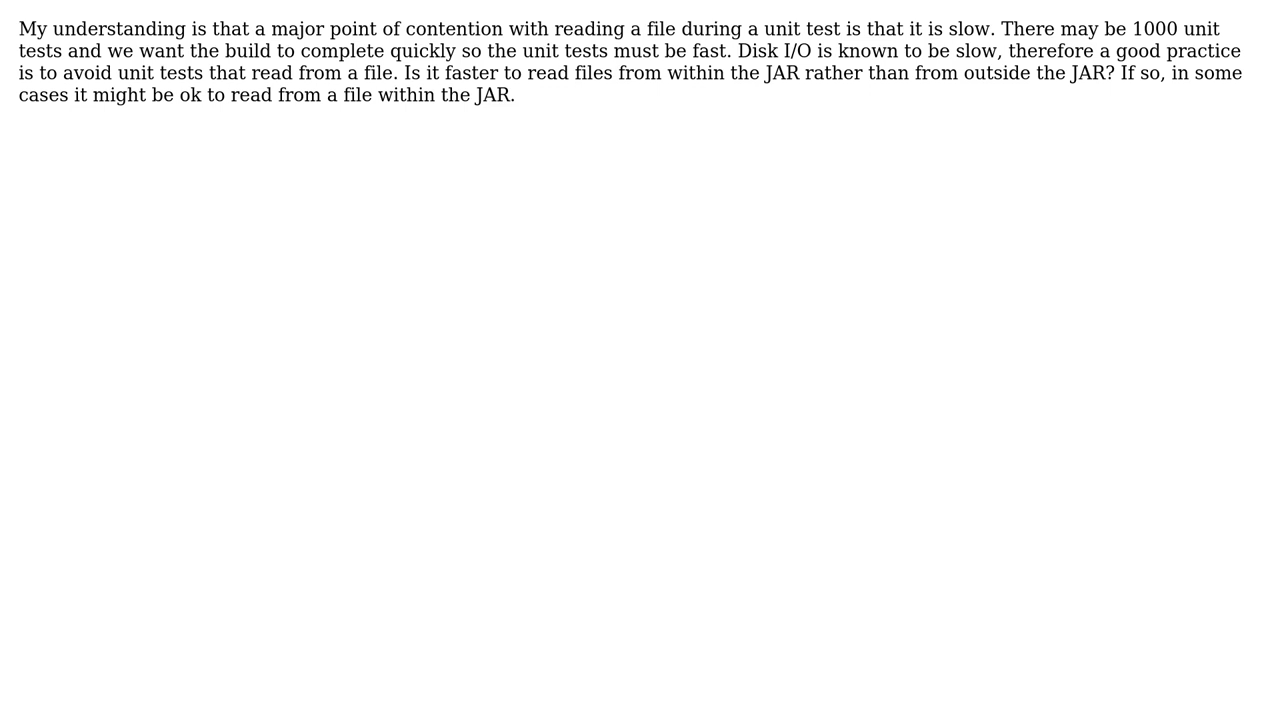 My understanding is that a major point of contention with reading a file during a unit test is that it is slow. There may be 1000 unit
tests and we want the build to complete quickly so the unit tests must be fast. Disk I/O is known to be slow, therefore a good practice
is to avoid unit tests that read from a file. Is it faster to read files from within the JAR rather than from outside the JAR? If so, in some
cases it might be ok to read from a file within the JAR.